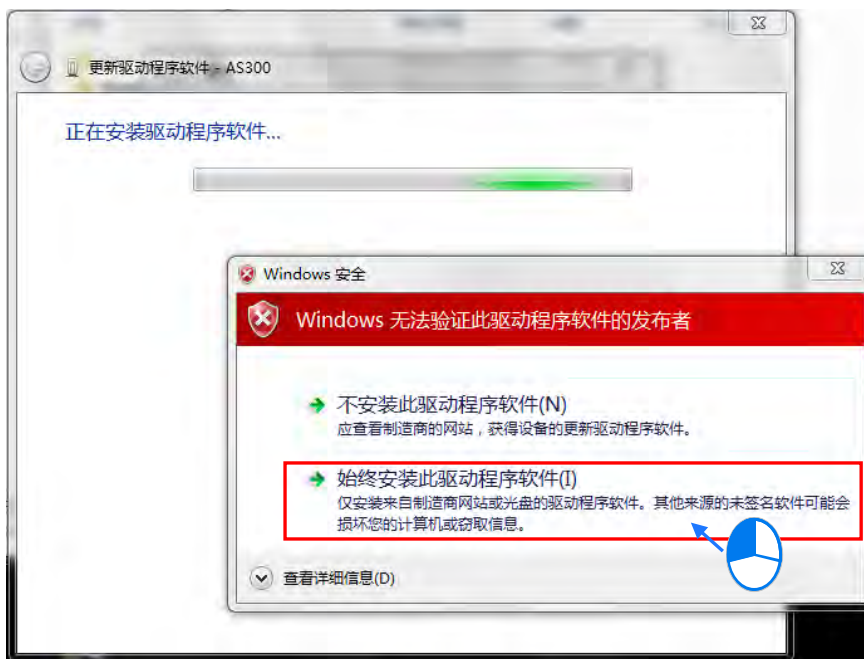 更新驱动程序软件 - AS300
正在安装驱动程序软件...
Windows 安全
Windows 无法验证此驱动程序软件的发布者
不安装此驱动程序软件(N)
应查看制造商的网站，获得设备的更新驱动程序软件。
始终安装此驱动程序软件(I)
仅安装来自制造商网站或光盘的驱动程序软件。其他来源的未签名软件可能会
损坏您的计算机或窃取信息。
查看详细信息(D)